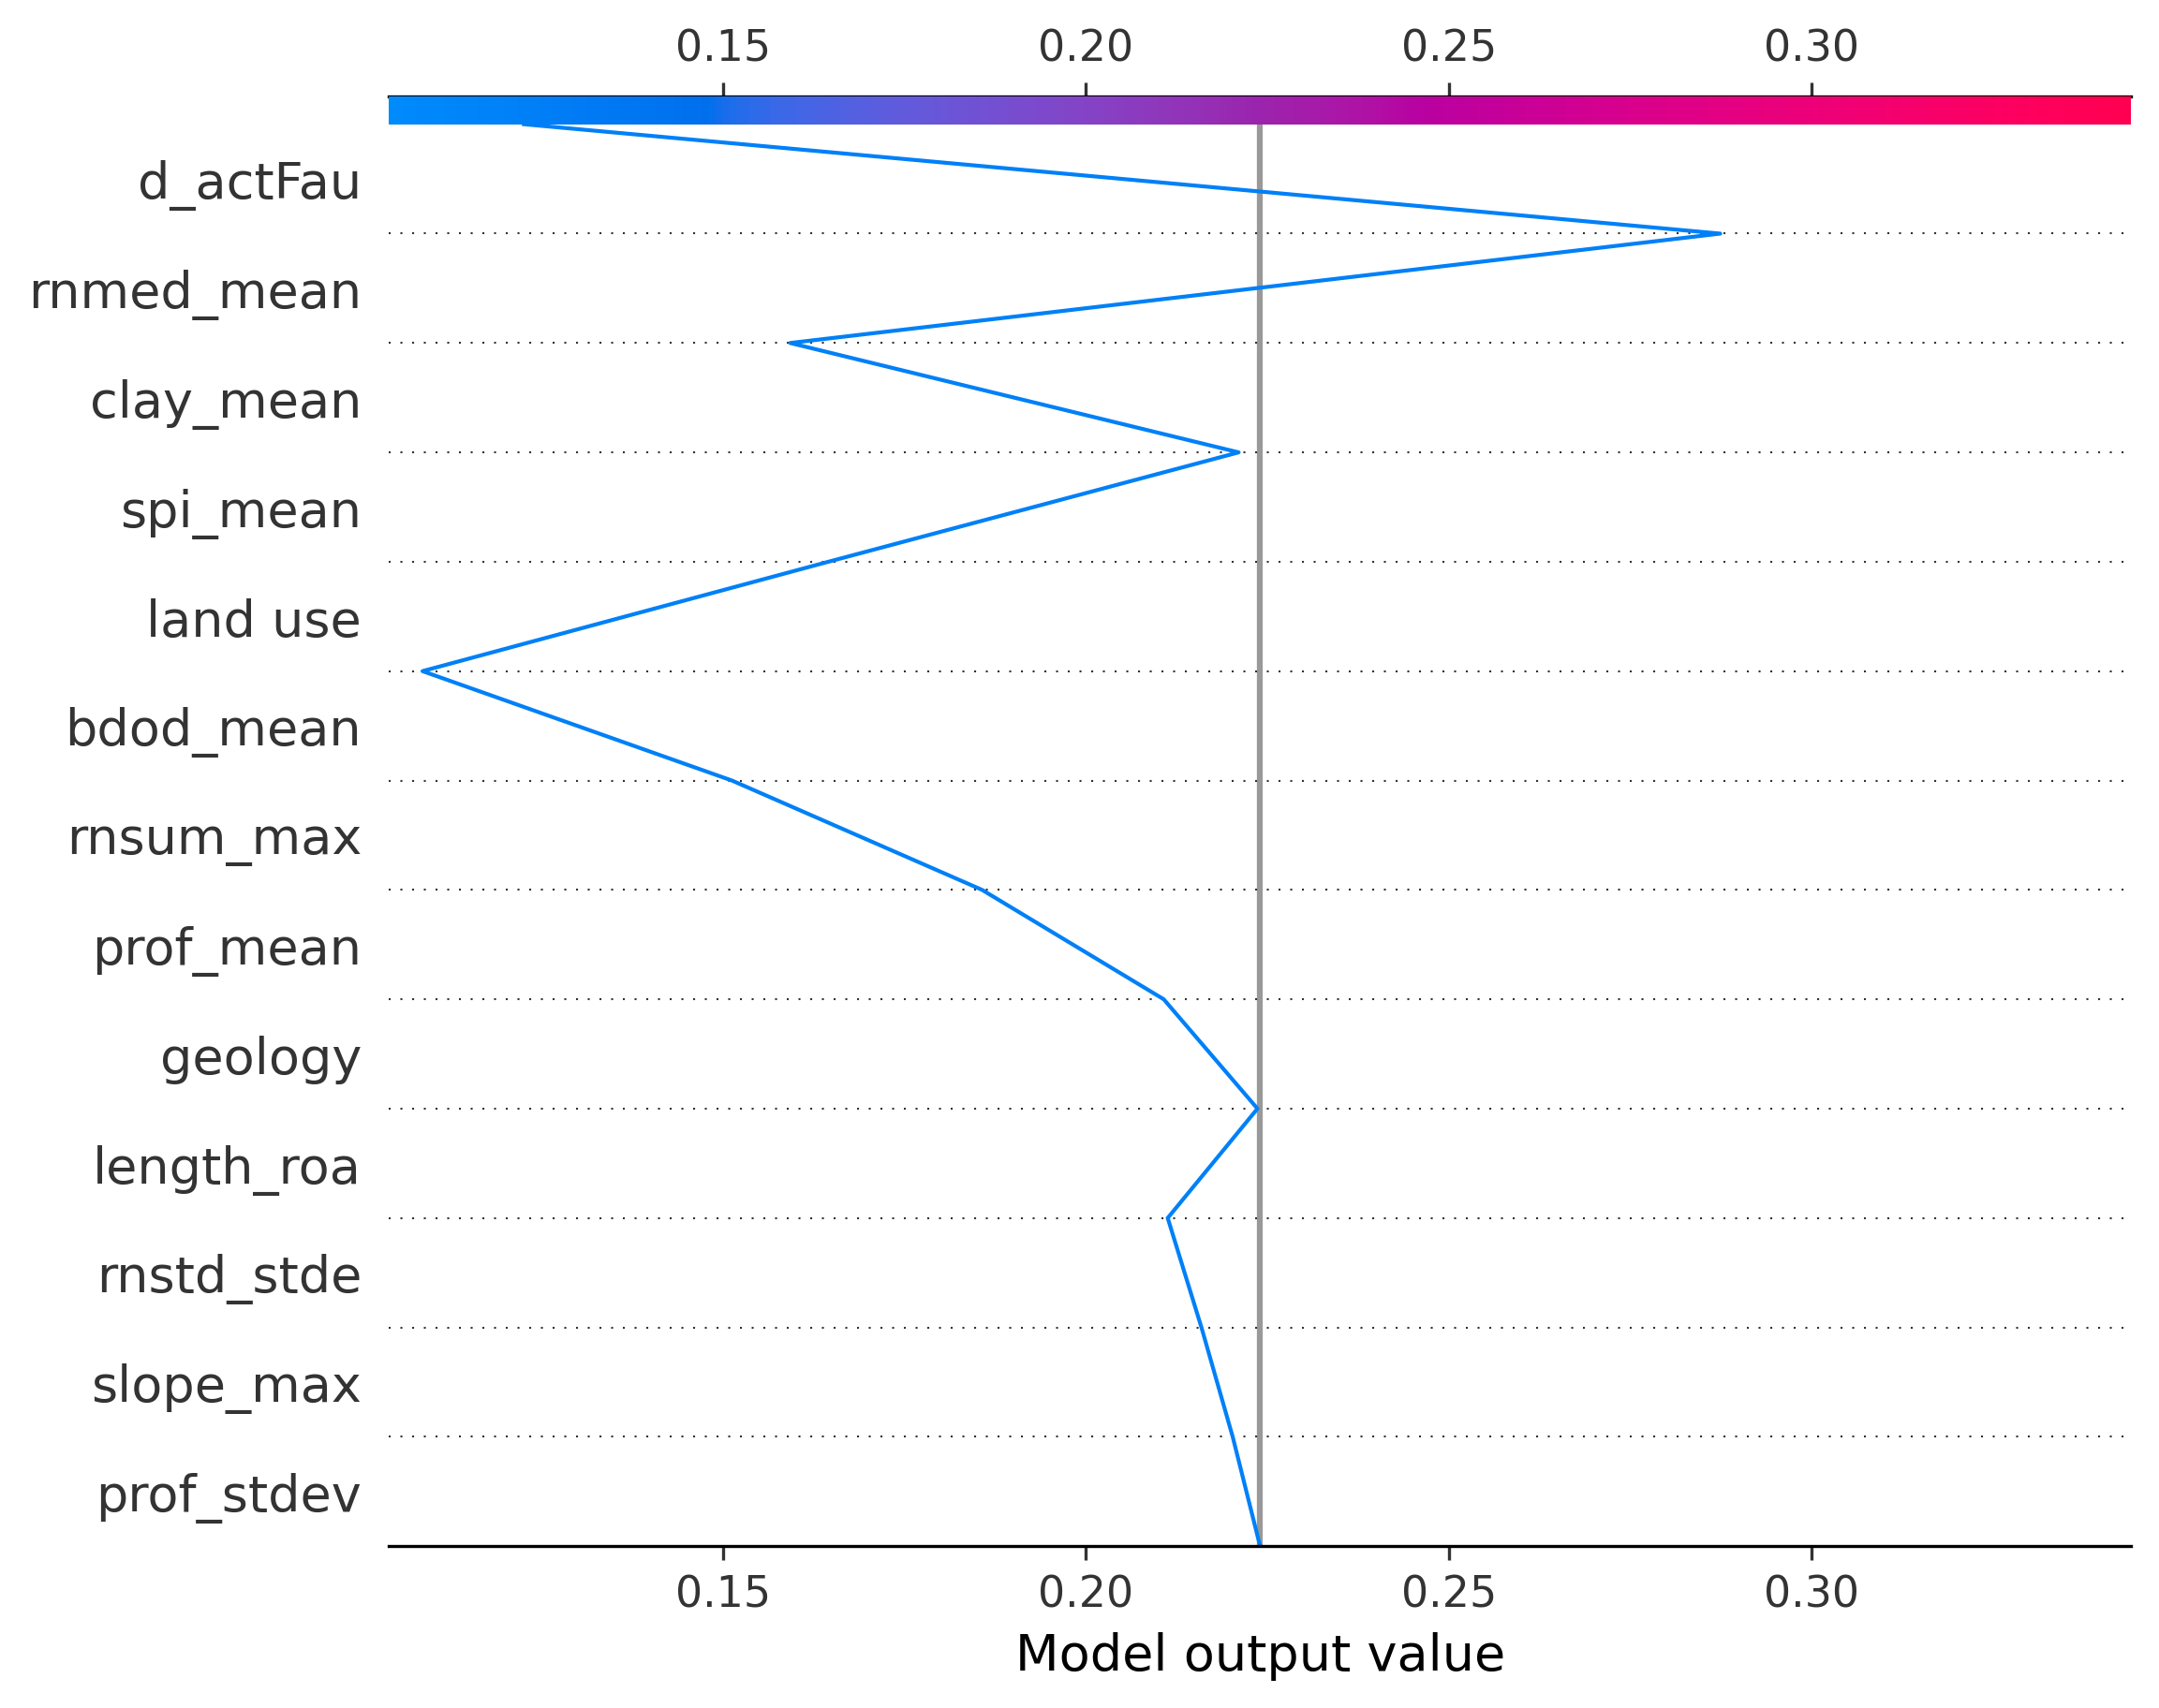 0.15 0.20 0.25 0.30
d_actFau
rnmed_mean
clay_mean
spi_mean
land use
bdod_mean
rnsum_max
prof_mean
geology
length_roa
rnstd_stde
slope_max
prof_stdev
0.15 0.20 0.25 0.30
Model output value